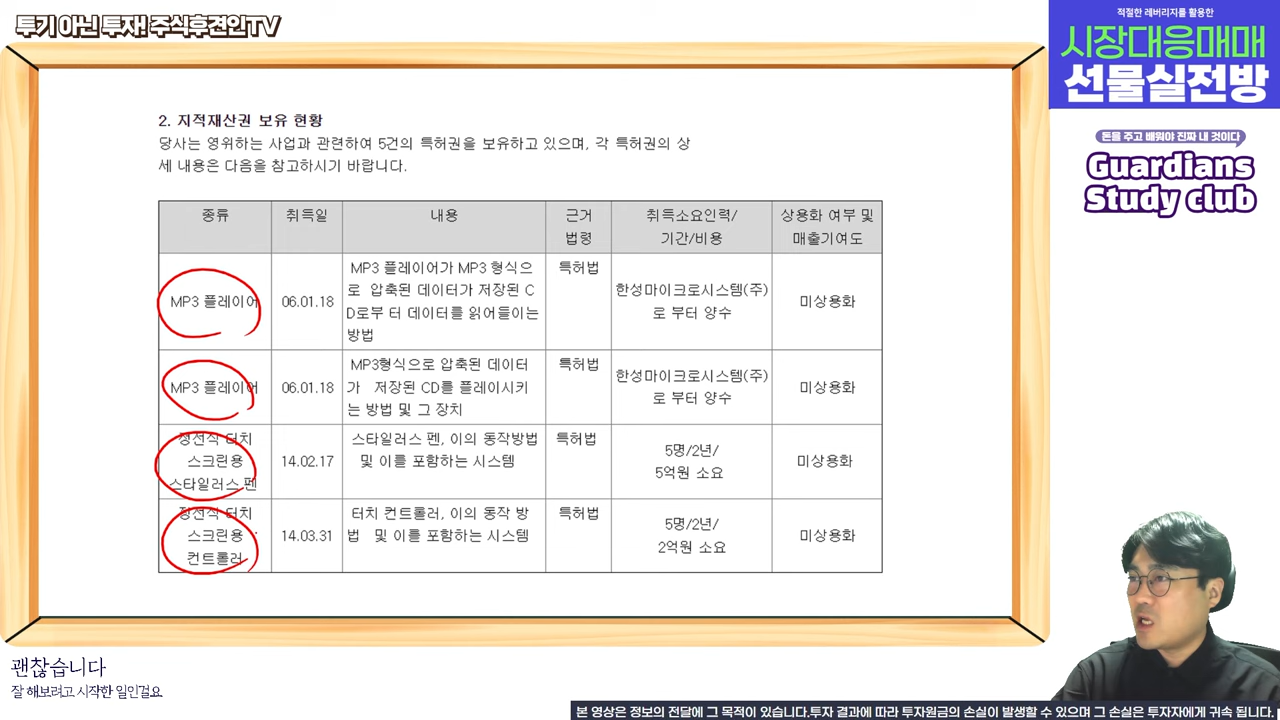 투기 아닌 투재! 주식후견인TV
적절한 레버리지를 활용한
시장대응매매
선물실전방
돈을 주고 배워야 진짜 내 것이다
Guardians
Study club
2. 지적재산권 보유 현황
당사는 영위하는 사업과 관련하여 5건의 특허권을 보유하고 있으며, 각 특허권의 상
세 내용은 다음을 참고하시기 바랍니다.
종류
취득일
내용
근거
법령
취득소요인력/
기간/비용
상용화 여부 및
매출기여도
MP3 플레이어
06.01.18
MP3 플레이어가 MP3 형식으
로 압축된 데이터가 저장된 C
D로부 터 데이터를 읽어들이는
방법
특허법
한성마이크로시스템(주)
로 부터 양수
미상용화
MP3 플레이어
06.01.18
MP3형식으로 압축된 데이터
가 저장된 CD를 플레이시키
는 방법 및 그 장치
특허법
한성마이크로시스템(주)
로 부터 양수
미상용화
정전식 터치
스크린용
스타일러스 펜
14.02.17
스타일러스 펜, 이의 동작방법
및 이를 포함하는 시스템
특허법
5명/2년/
5억원 소요
미상용화
정전식 터치
스크린용
컨트롤러
14.03.31
터치 컨트롤러, 이의 동작 방
법 및 이를 포함하는 시스템
특허법
5명/2년/
2억원 소요
미상용화
괜찮습니다
잘 해보려고 시작한 일인걸요
본 영상은 정보의 전달에 그 목적이 있습니다.투자 결과에 따라 투자원금의 손실이 발생할 수 있으며 그 손실은 투자자에게 귀속 됩니다.